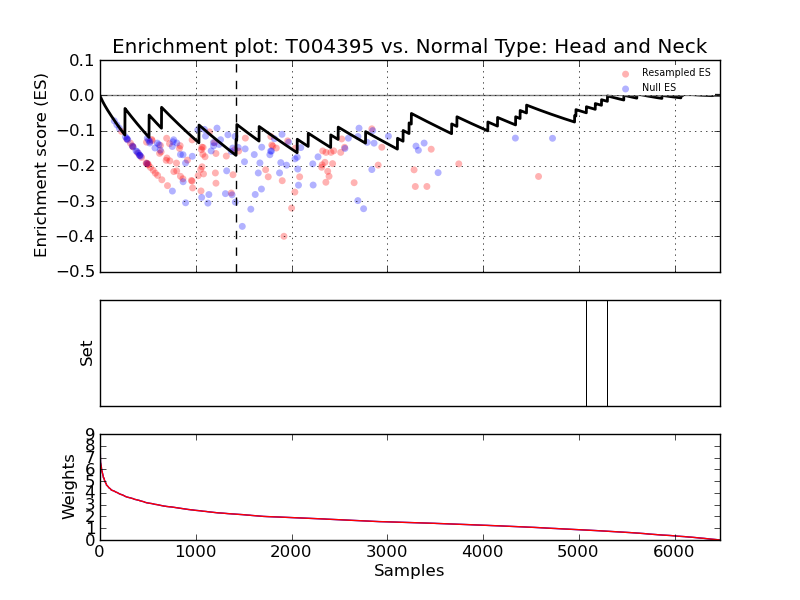 Enrichment plot: T004395 vs. Normal Type: Head and Neck
0.1
0.0
−0.1
−0.2
−0.3
−0.4
−0.5
Enrichment score (ES)
Resampled ES
Null ES
Set
9
8
7
6
5
4
3
2
1
0
Weights
0 1000 2000 3000 4000 5000 6000
Samples